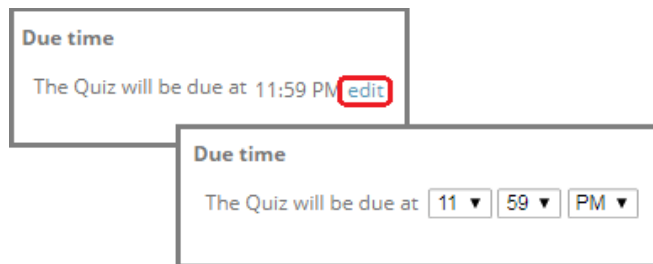 Due time
The Quiz will be due at 11:59 PM edit
Due time
The Quiz will be due at 11 ▼ 59 ▼ PM ▼